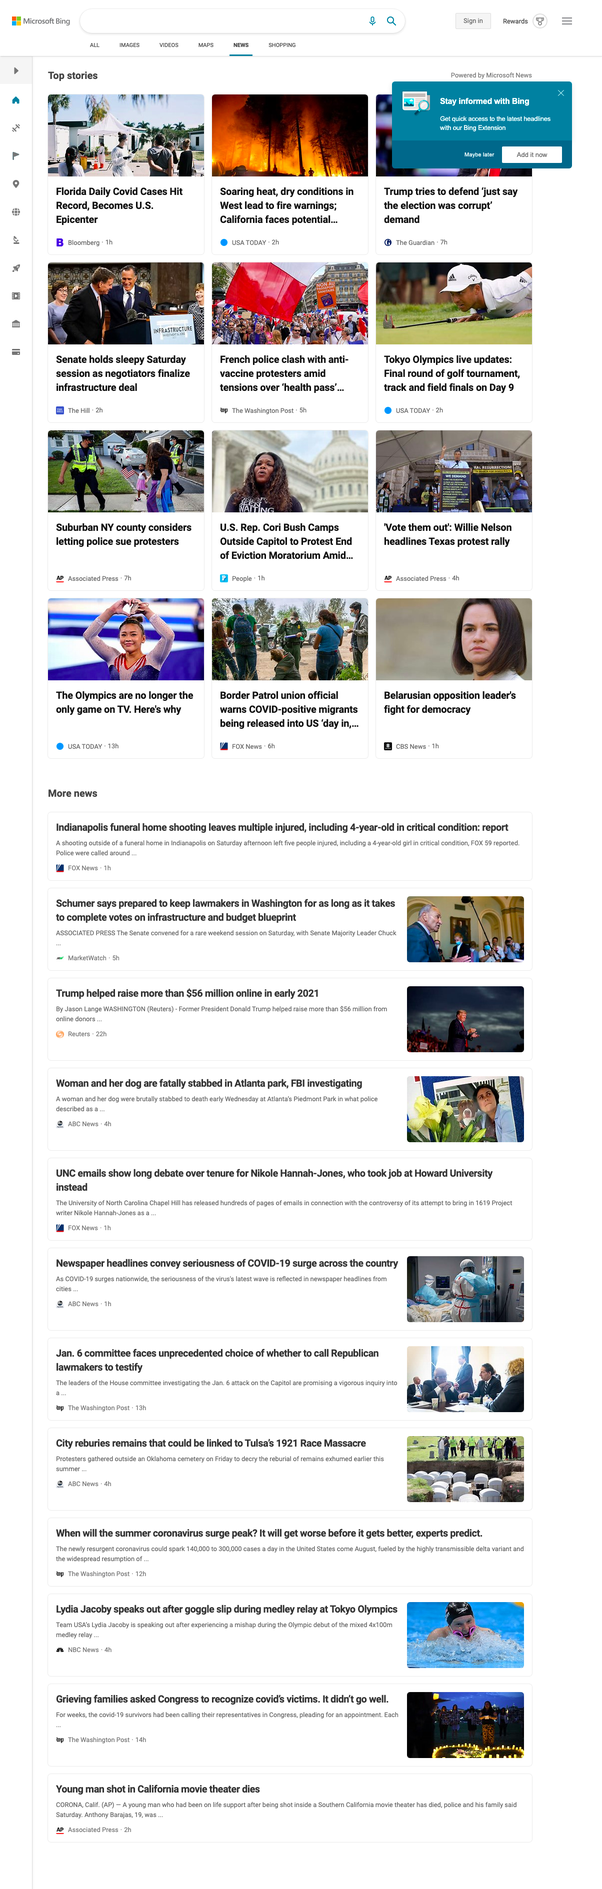 Microsoft Bing
Sign in
Rewards
ALL
IMAGES
VIDEOS
MAPS
NEWS
SHOPPING
Top stories
Powered by Microsoft News
Stay informed with Bing
Get quick access to the latest headlines
with our Bing Extension
Maybe later
Add it now
Florida Daily Covid Cases Hit
Record, Becomes U.S.
Epicenter
Bloomberg · 1h
Soaring heat, dry conditions in
West lead to fire warnings;
California faces potential...
USA TODAY · 2h
Trump tries to defend ‘just say
the election was corrupt’
demand
The Guardian · 7h
INFRASTRUCTURE
Senate holds sleepy Saturday
session as negotiators finalize
infrastructure deal
The Hill · 2h
French police clash with anti-
vaccine protesters amid
tensions over ‘health pass’...
The Washington Post · 5h
Tokyo Olympics live updates:
Final round of golf tournament,
track and field finals on Day 9
USA TODAY · 2h
Suburban NY county considers
letting police sue protesters
AP Associated Press · 7h
U.S. Rep. Cori Bush Camps
Outside Capitol to Protest End
of Eviction Moratorium Amid...
People · 1h
'Vote them out': Willie Nelson
headlines Texas protest rally
AP Associated Press · 4h
The Olympics are no longer the
only game on TV. Here's why
USA TODAY · 13h
Border Patrol union official
warns COVID-positive migrants
being released into US 'day in,...
FOX News · 6h
Belarusian opposition leader's
fight for democracy
CBS News · 1h
More news
Indianapolis funeral home shooting leaves multiple injured, including 4-year-old in critical condition: report
A shooting outside of a funeral home in Indianapolis on Saturday afternoon left five people injured, including a 4-year-old girl in critical condition, FOX 59 reported.
Police were called around ...
FOX News · 1h
Schumer says prepared to keep lawmakers in Washington for as long as it takes
to complete votes on infrastructure and budget blueprint
ASSOCIATED PRESS The Senate convened for a rare weekend session on Saturday, with Senate Majority Leader Chuck
...
MarketWatch · 5h
Trump helped raise more than $56 million online in early 2021
By Jason Lange WASHINGTON (Reuters) - Former President Donald Trump helped raise more than $56 million from
online donors ...
Reuters · 22h
Woman and her dog are fatally stabbed in Atlanta park, FBI investigating
A woman and her dog were brutally stabbed to death early Wednesday at Atlanta's Piedmont Park in what police
described as a ...
ABC News · 4h
UNC emails show long debate over tenure for Nikole Hannah-Jones, who took job at Howard University
instead
The University of North Carolina Chapel Hill has released hundreds of pages of emails in connection with the controversy of its attempt to bring in 1619 Project
writer Nikole Hannah-Jones as a ...
FOX News · 1h
Newspaper headlines convey seriousness of COVID-19 surge across the country
As COVID-19 surges nationwide, the seriousness of the virus's latest wave is reflected in newspaper headlines from
cities ...
ABC News · 1h
Jan. 6 committee faces unprecedented choice of whether to call Republican
lawmakers to testify
The leaders of the House committee investigating the Jan. 6 attack on the Capitol are promising a vigorous inquiry into
a ...
The Washington Post · 13h
City reburies remains that could be linked to Tulsa’s 1921 Race Massacre
Protesters gathered outside an Oklahoma cemetery on Friday to decry the reburial of remains exhumed earlier this
summer ...
ABC News · 4h
When will the summer coronavirus surge peak? It will get worse before it gets better, experts predict.
The newly resurgent coronavirus could spark 140,000 to 300,000 cases a day in the United States come August, fueled by the highly transmissible delta variant and
the widespread resumption of ...
The Washington Post · 12h
Lydia Jacoby speaks out after goggle slip during medley relay at Tokyo Olympics
Team USA's Lydia Jacoby is speaking out after experiencing a mishap during the Olympic debut of the mixed 4x100m
medley relay ...
NBC News · 4h
Grieving families asked Congress to recognize covid’s victims. It didn’t go well.
For weeks, the covid-19 survivors had been calling their representatives in Congress, pleading for an appointment. Each
...
The Washington Post · 14h
Young man shot in California movie theater dies
CORONA, Calif. (AP) — A young man who had been on life support after being shot inside a Southern California movie theater has died, police and his family said
Saturday. Anthony Barajas, 19, was ...
AP Associated Press · 2h